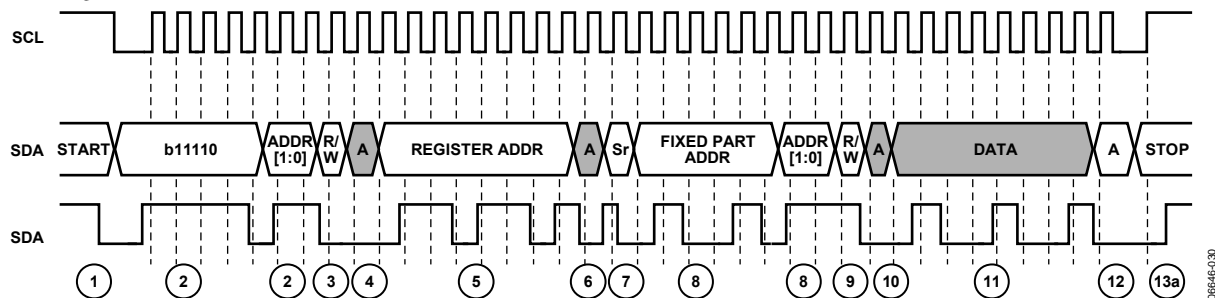 SCL
SDA START b11110 ADDR [1:0] R/W A REGISTER ADDR A Sr FIXED PART ADDR ADDR [1:0] R/W A DATA A STOP
SDA
1 2 2 3 4 5 6 7 8 8 9 10 11 12 13a
06646-030